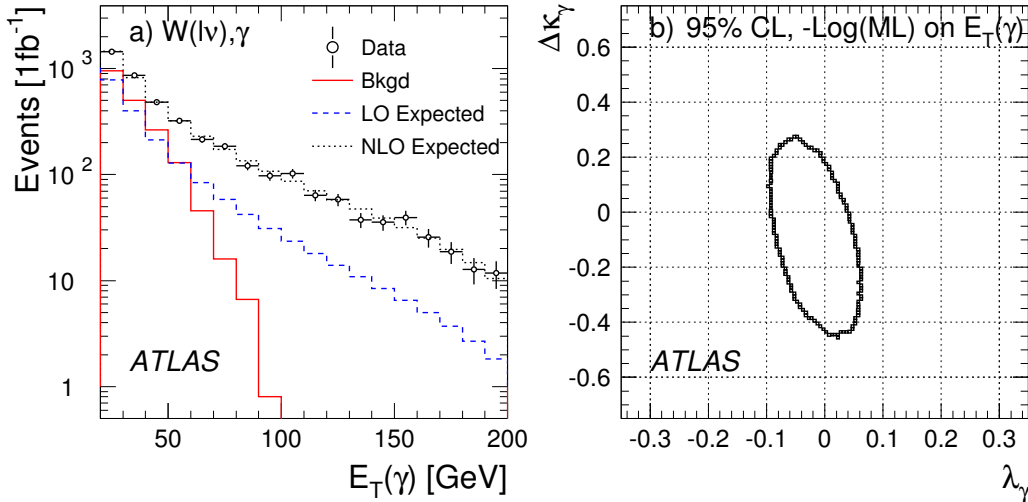 a) W(lν),γ
Data
Bkgd
LO Expected
NLO Expected
ATLAS
Events [1fb⁻¹]
10³
10²
10
1
50 100 150 200
E_T(γ) [GeV]
b) 95% CL, -Log(ML) on E_T(γ)
ATLAS
Δκ_γ
0.6
0.4
0.2
0
-0.2
-0.4
-0.6
-0.3 -0.2 -0.1 0 0.1 0.2 0.3
λ_γ